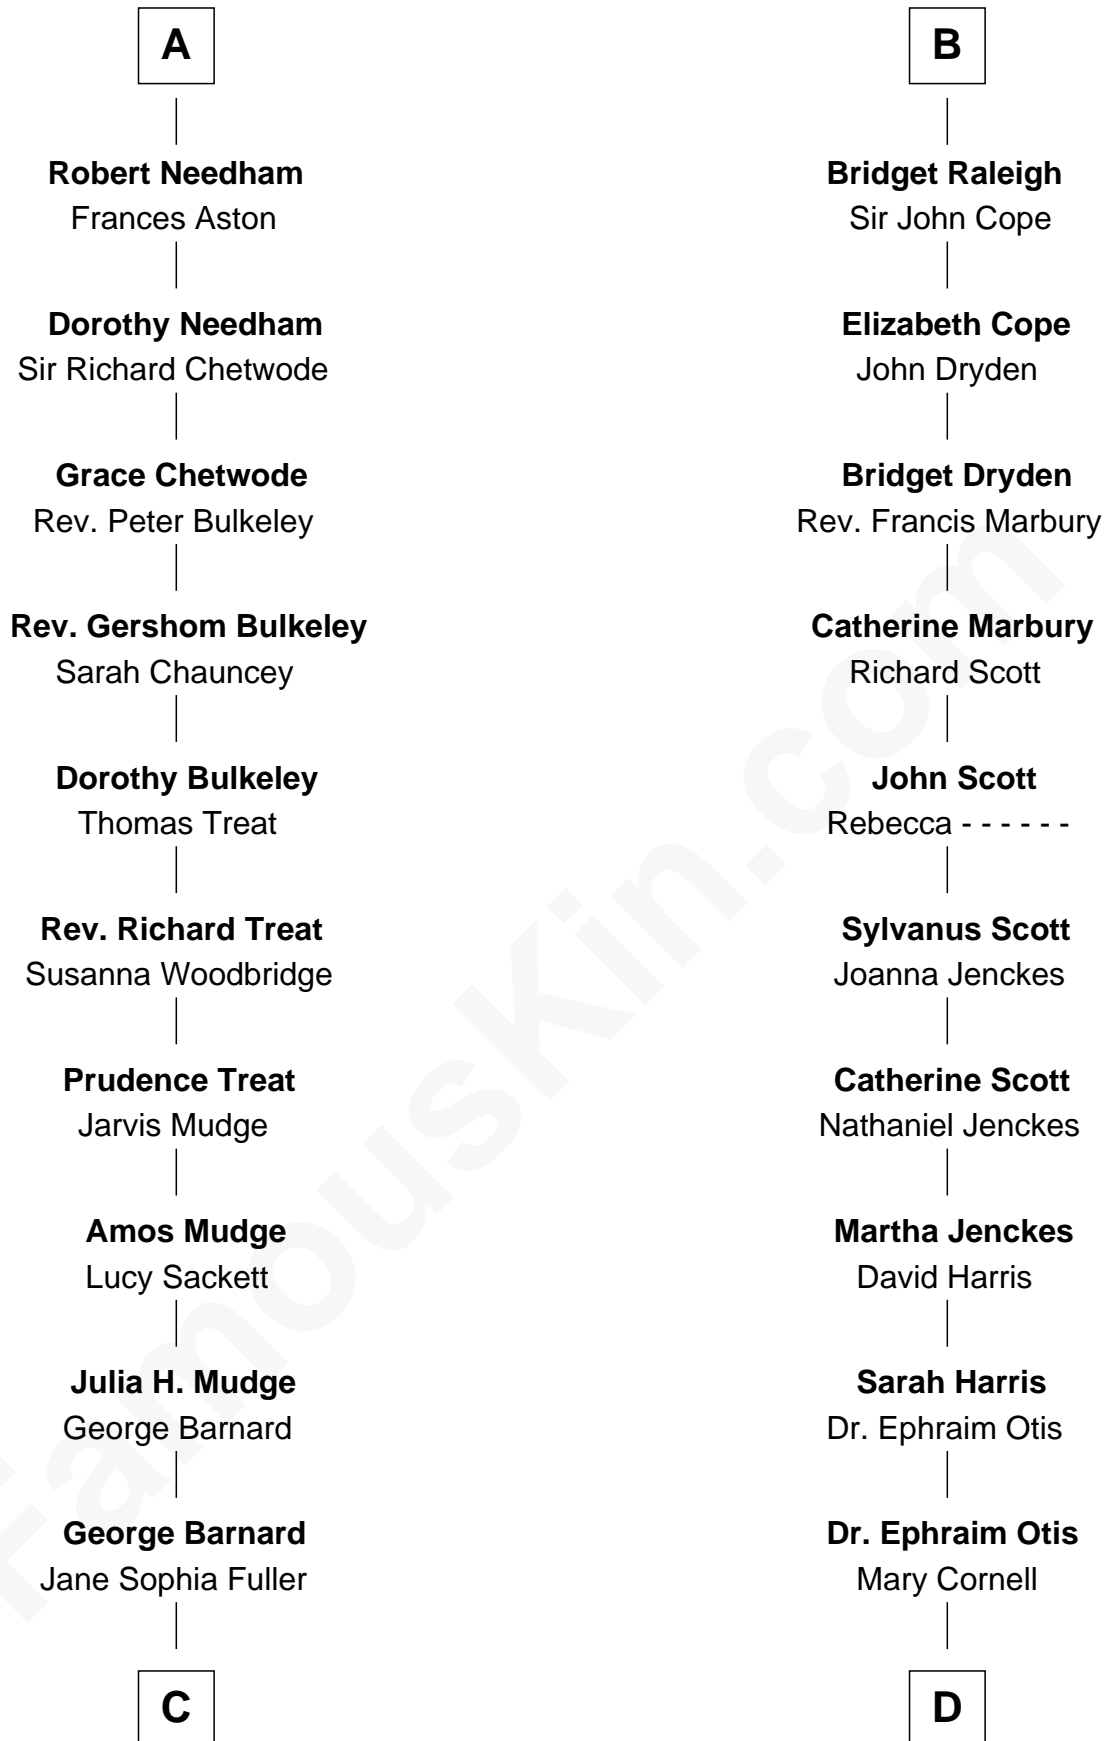 A
Robert Needham
Frances Aston
Dorothy Needham
Sir Richard Chetwode
Grace Chetwode
Rev. Peter Bulkeley
Rev. Gershom Bulkeley
Sarah Chauncey
Dorothy Bulkeley
Thomas Treat
Rev. Richard Treat
Susanna Woodbridge
Prudence Treat
Jarvis Mudge
Amos Mudge
Lucy Sackett
Julia H. Mudge
George Barnard
George Barnard
Jane Sophia Fuller
C
B
Bridget Raleigh
Sir John Cope
Elizabeth Cope
John Dryden
Bridget Dryden
Rev. Francis Marbury
Catherine Marbury
Richard Scott
John Scott
Rebecca - - - - - -
Sylvanus Scott
Joanna Jenckes
Catherine Scott
Nathaniel Jenckes
Martha Jenckes
David Harris
Sarah Harris
Dr. Ephraim Otis
Dr. Ephraim Otis
Mary Cornell
D
FamousKin.com